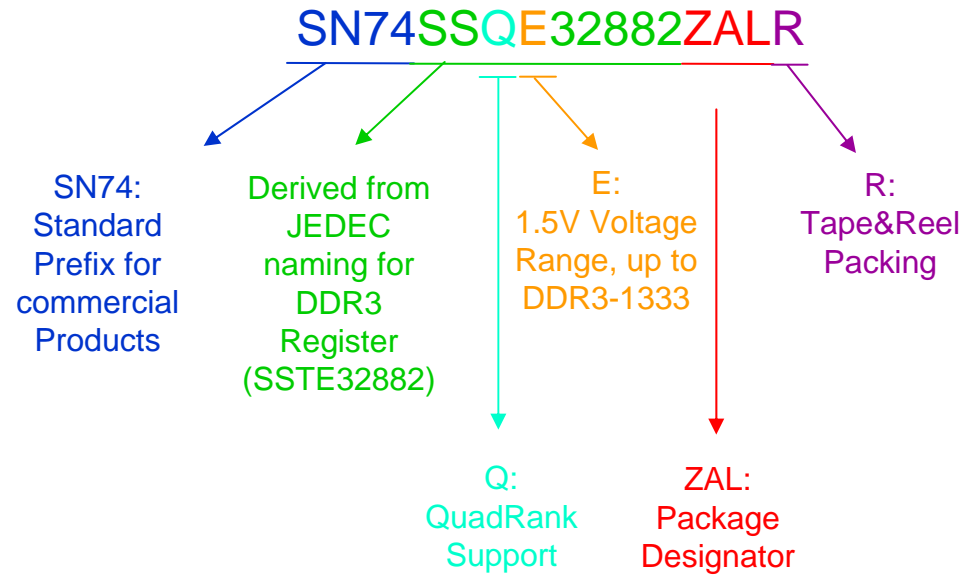 SN74SSQE32882ZALR
SN74:
Standard
Prefix for
commercial
Products
Derived from
JEDEC
naming for
DDR3
Register
(SSTE32882)
E:
1.5V Voltage
Range, up to
DDR3-1333
R:
Tape&Reel
Packing
Q:
QuadRank
Support
ZAL:
Package
Designator